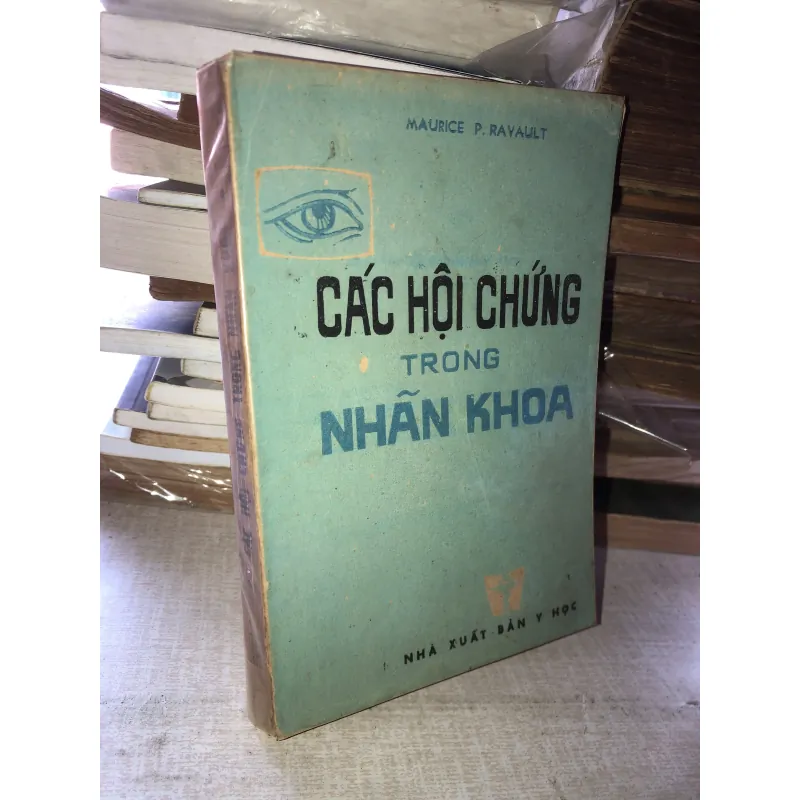 MAURICE P. RAVAULT
CÁC HỘI CHỨNG
TRONG
NHÃN KHOA
NHÀ XUẤT BẢN Y HỌC